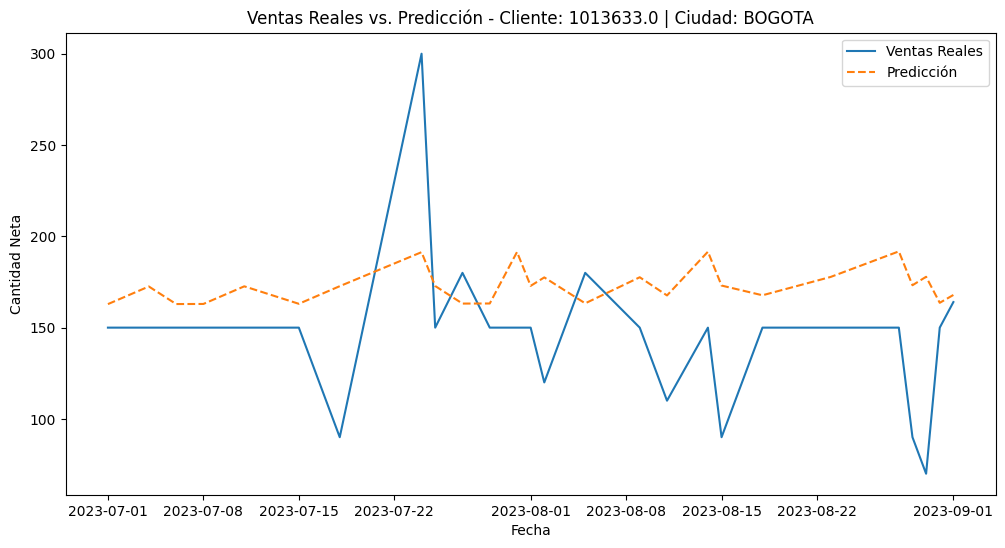 Ventas Reales vs. Predicción - Cliente: 1013633.0 | Ciudad: BOGOTA
Ventas Reales
Predicción
Cantidad Neta
300
250
200
150
100
2023-07-01
2023-07-08
2023-07-15
2023-07-22
2023-08-01
2023-08-08
2023-08-15
2023-08-22
2023-09-01
Fecha